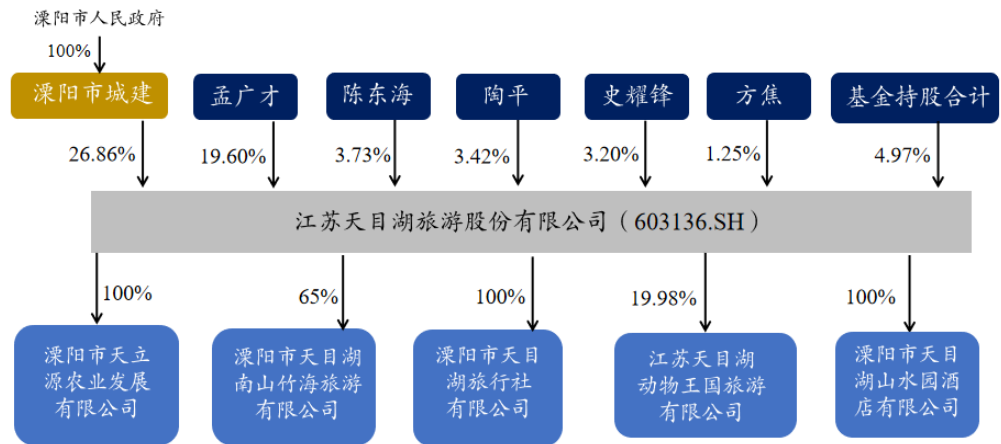 溧阳市人民政府
100%
溧阳市城建
孟广才
陈东海
陶平
史耀锋
方焦
基金持股合计
26.86%
19.60%
3.73%
3.42%
3.20%
1.25%
4.97%
江苏天目湖旅游股份有限公司（603136.SH）
100%
65%
100%
19.98%
100%
溧阳市天立
源农业发展
有限公司
溧阳市天目湖
南山竹海旅游
有限公司
溧阳市天目
湖旅行社
有限公司
江苏天目湖
动物王国旅游
有限公司
溧阳市天目
湖山水园酒
店有限公司